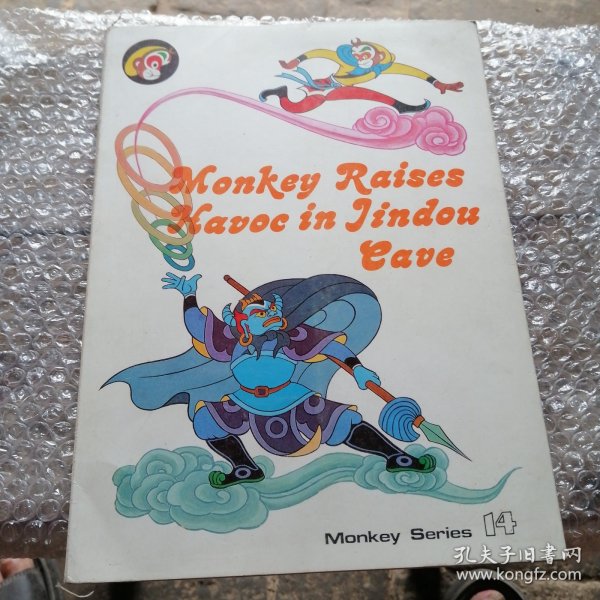 Monkey Raises
Havoc in Jindou
Cave
Monkey Series 14
孔夫子旧书网
www.kongfz.com